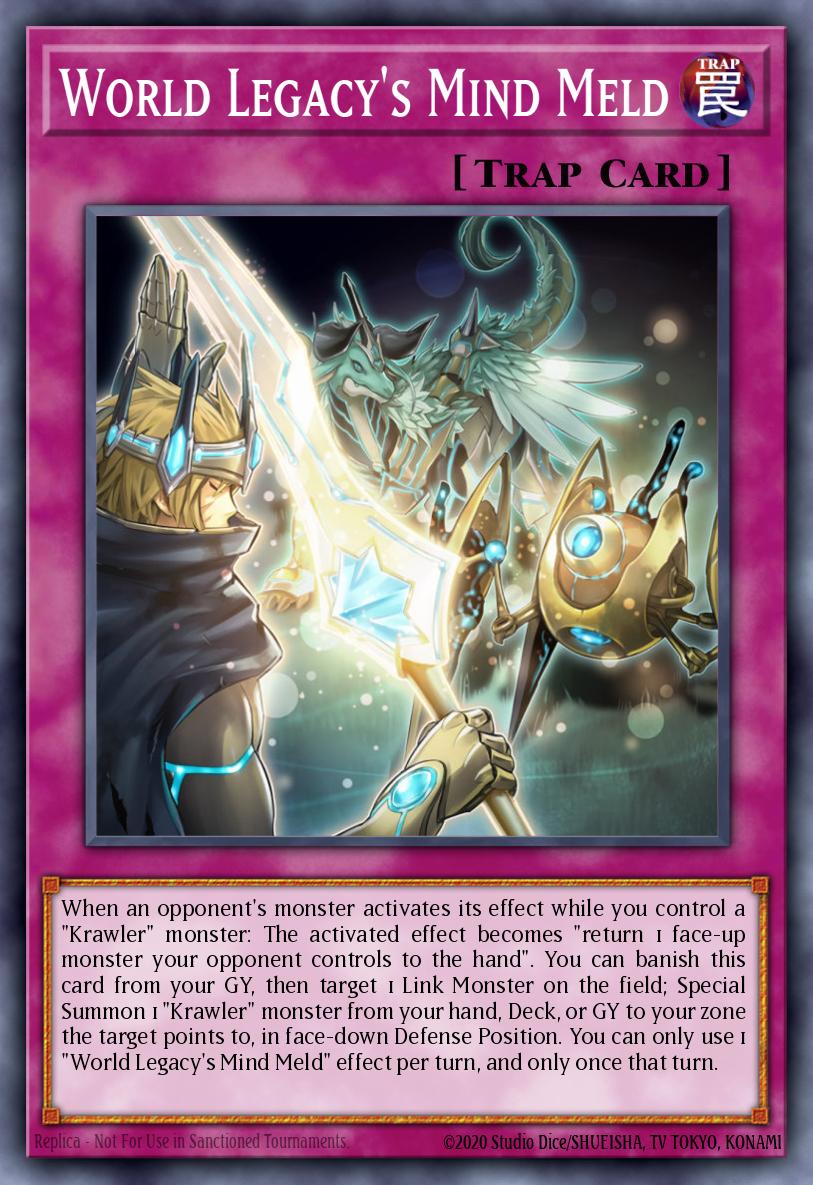 World Legacy's Mind Meld
TRAP
罠
[Trap Card]
When an opponent's monster activates its effect while you control a
"Krawler" monster: The activated effect becomes "return 1 face-up
monster your opponent controls to the hand". You can banish this
card from your GY, then target 1 Link Monster on the field; Special
Summon 1 "Krawler" monster from your hand, Deck, or GY to your zone
the target points to, in face-down Defense Position. You can only use 1
"World Legacy's Mind Meld" effect per turn, and only once that turn.
Replica - Not For Use in Sanctioned Tournaments.
©2020 Studio Dice/SHUEISHA, TV TOKYO, KONAMI